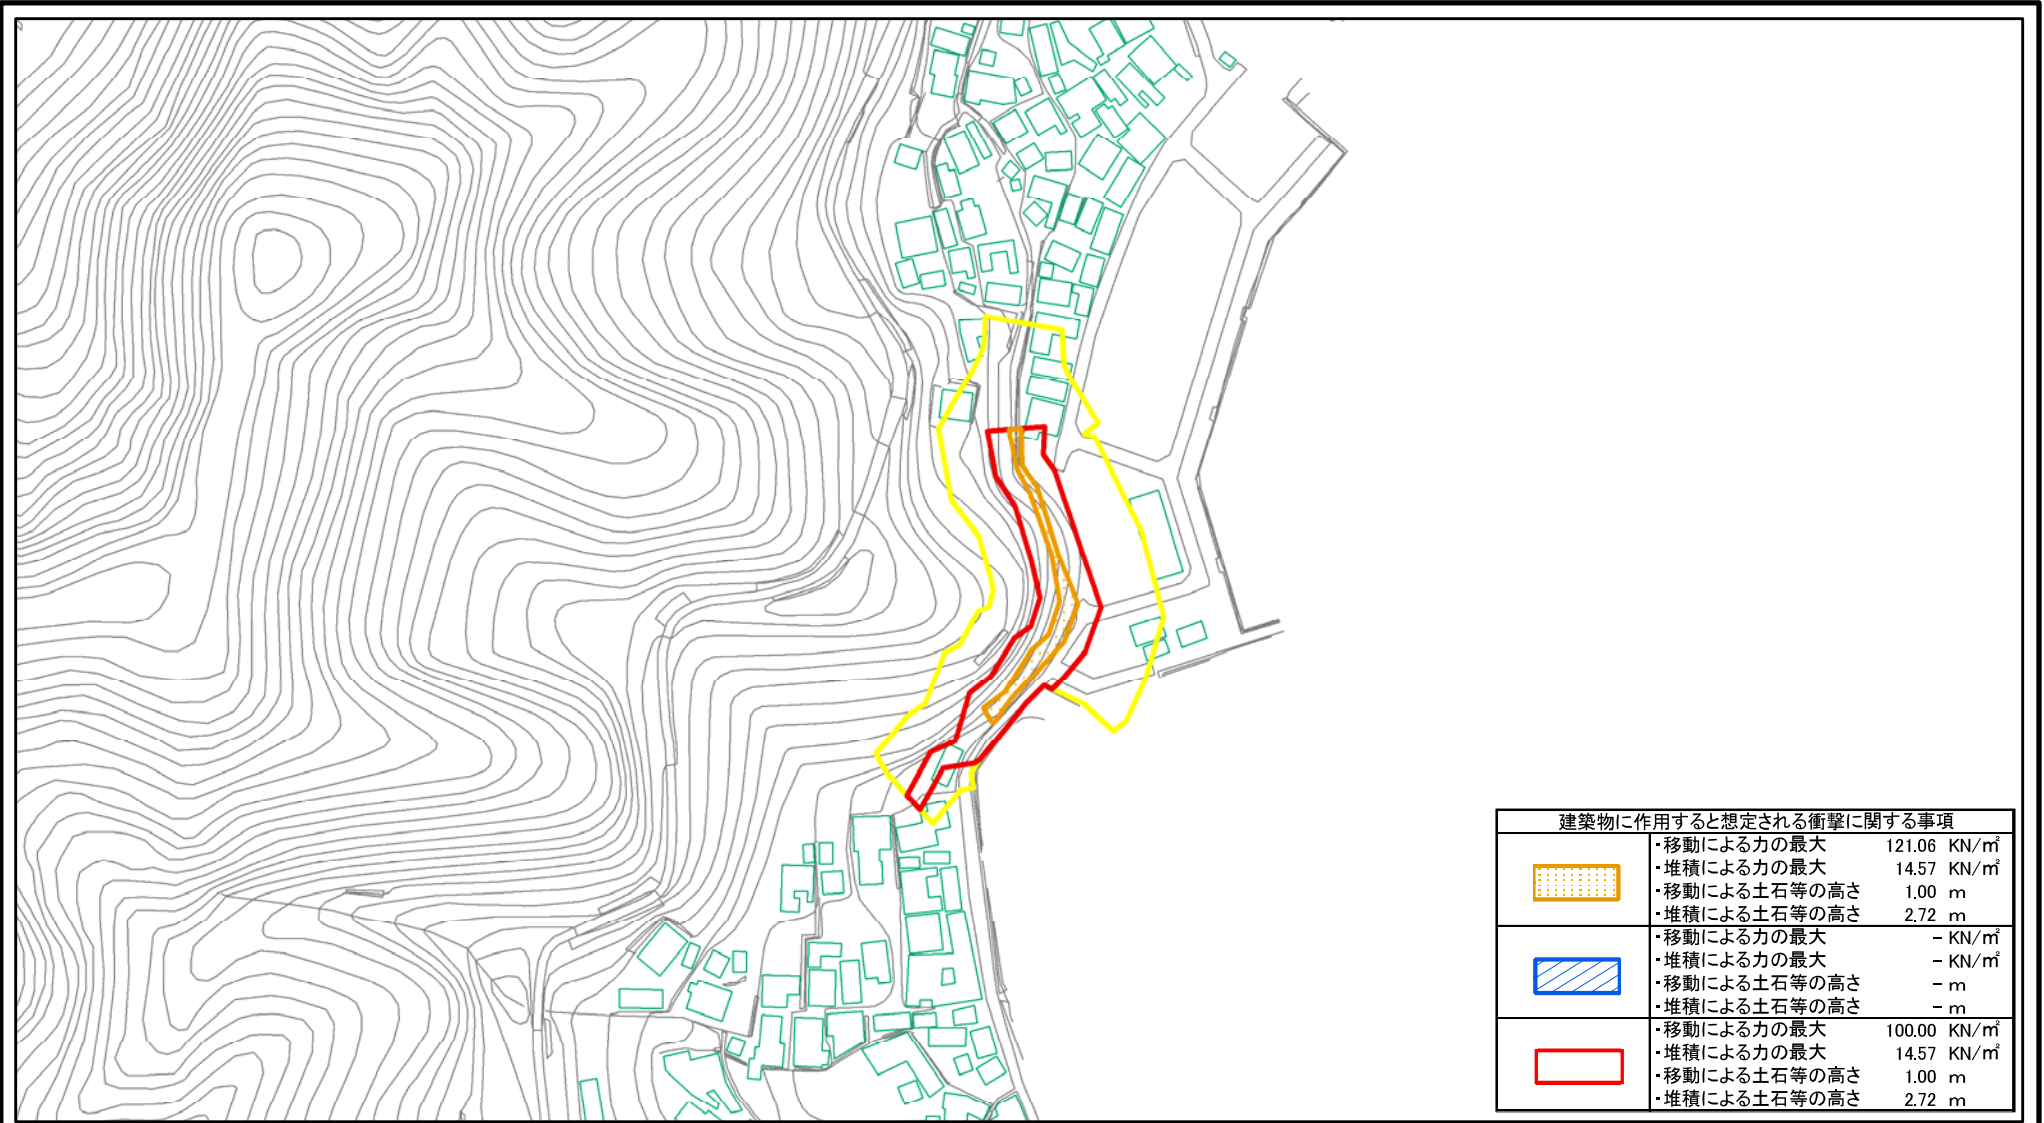 建築物に作用すると想定される衝撃に関する事項
・移動による力の最大 121.06 KN/㎡
・堆積による力の最大 14.57 KN/㎡
・移動による土石等の高さ 1.00 m
・堆積による土石等の高さ 2.72 m
・移動による力の最大 - KN/㎡
・堆積による力の最大 - KN/㎡
・移動による土石等の高さ - m
・堆積による土石等の高さ - m
・移動による力の最大 100.00 KN/㎡
・堆積による力の最大 14.57 KN/㎡
・移動による土石等の高さ 1.00 m
・堆積による土石等の高さ 2.72 m